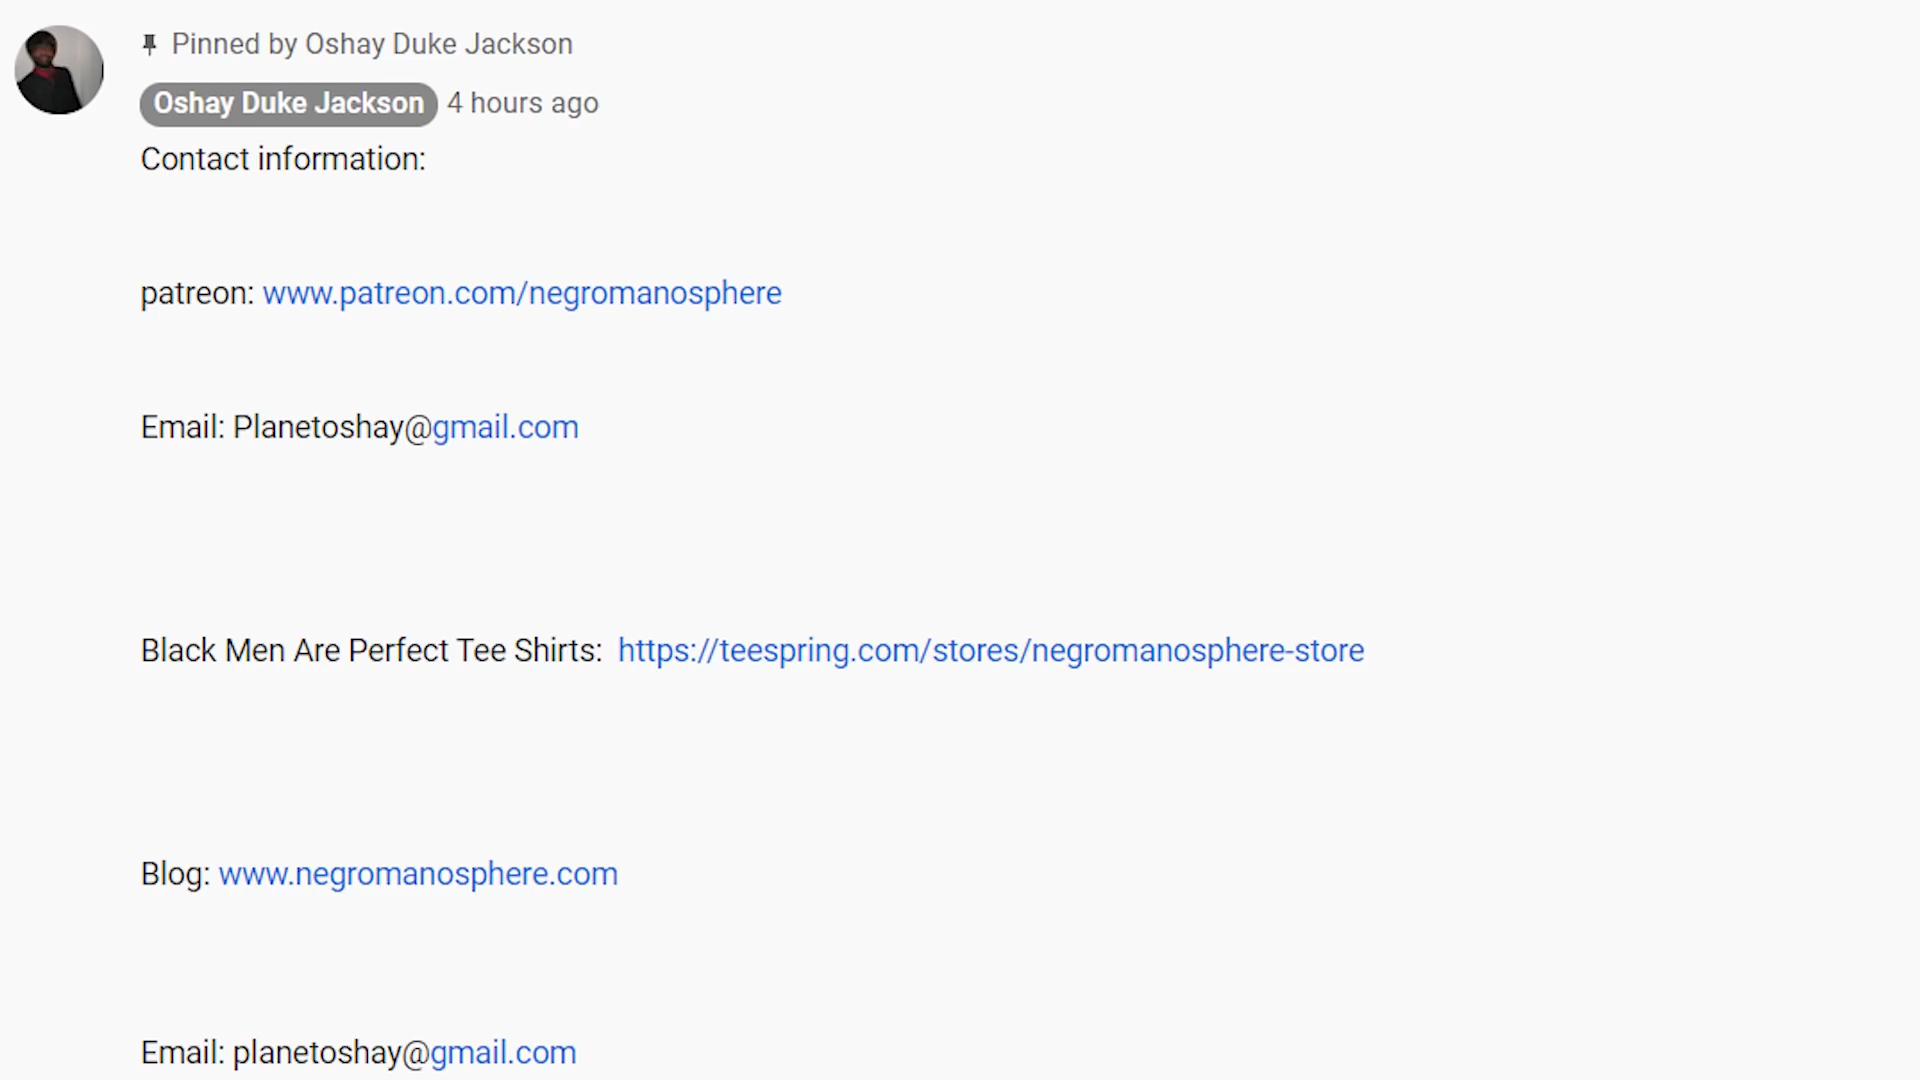 Pinned by Oshay Duke Jackson
Oshay Duke Jackson 4 hours ago
Contact information:
patreon: www.patreon.com/negromanosphere
Email: Planetoshay@gmail.com
Black Men Are Perfect Tee Shirts:  https://teespring.com/stores/negromanosphere-store
Blog: www.negromanosphere.com
Email: planetoshay@gmail.com